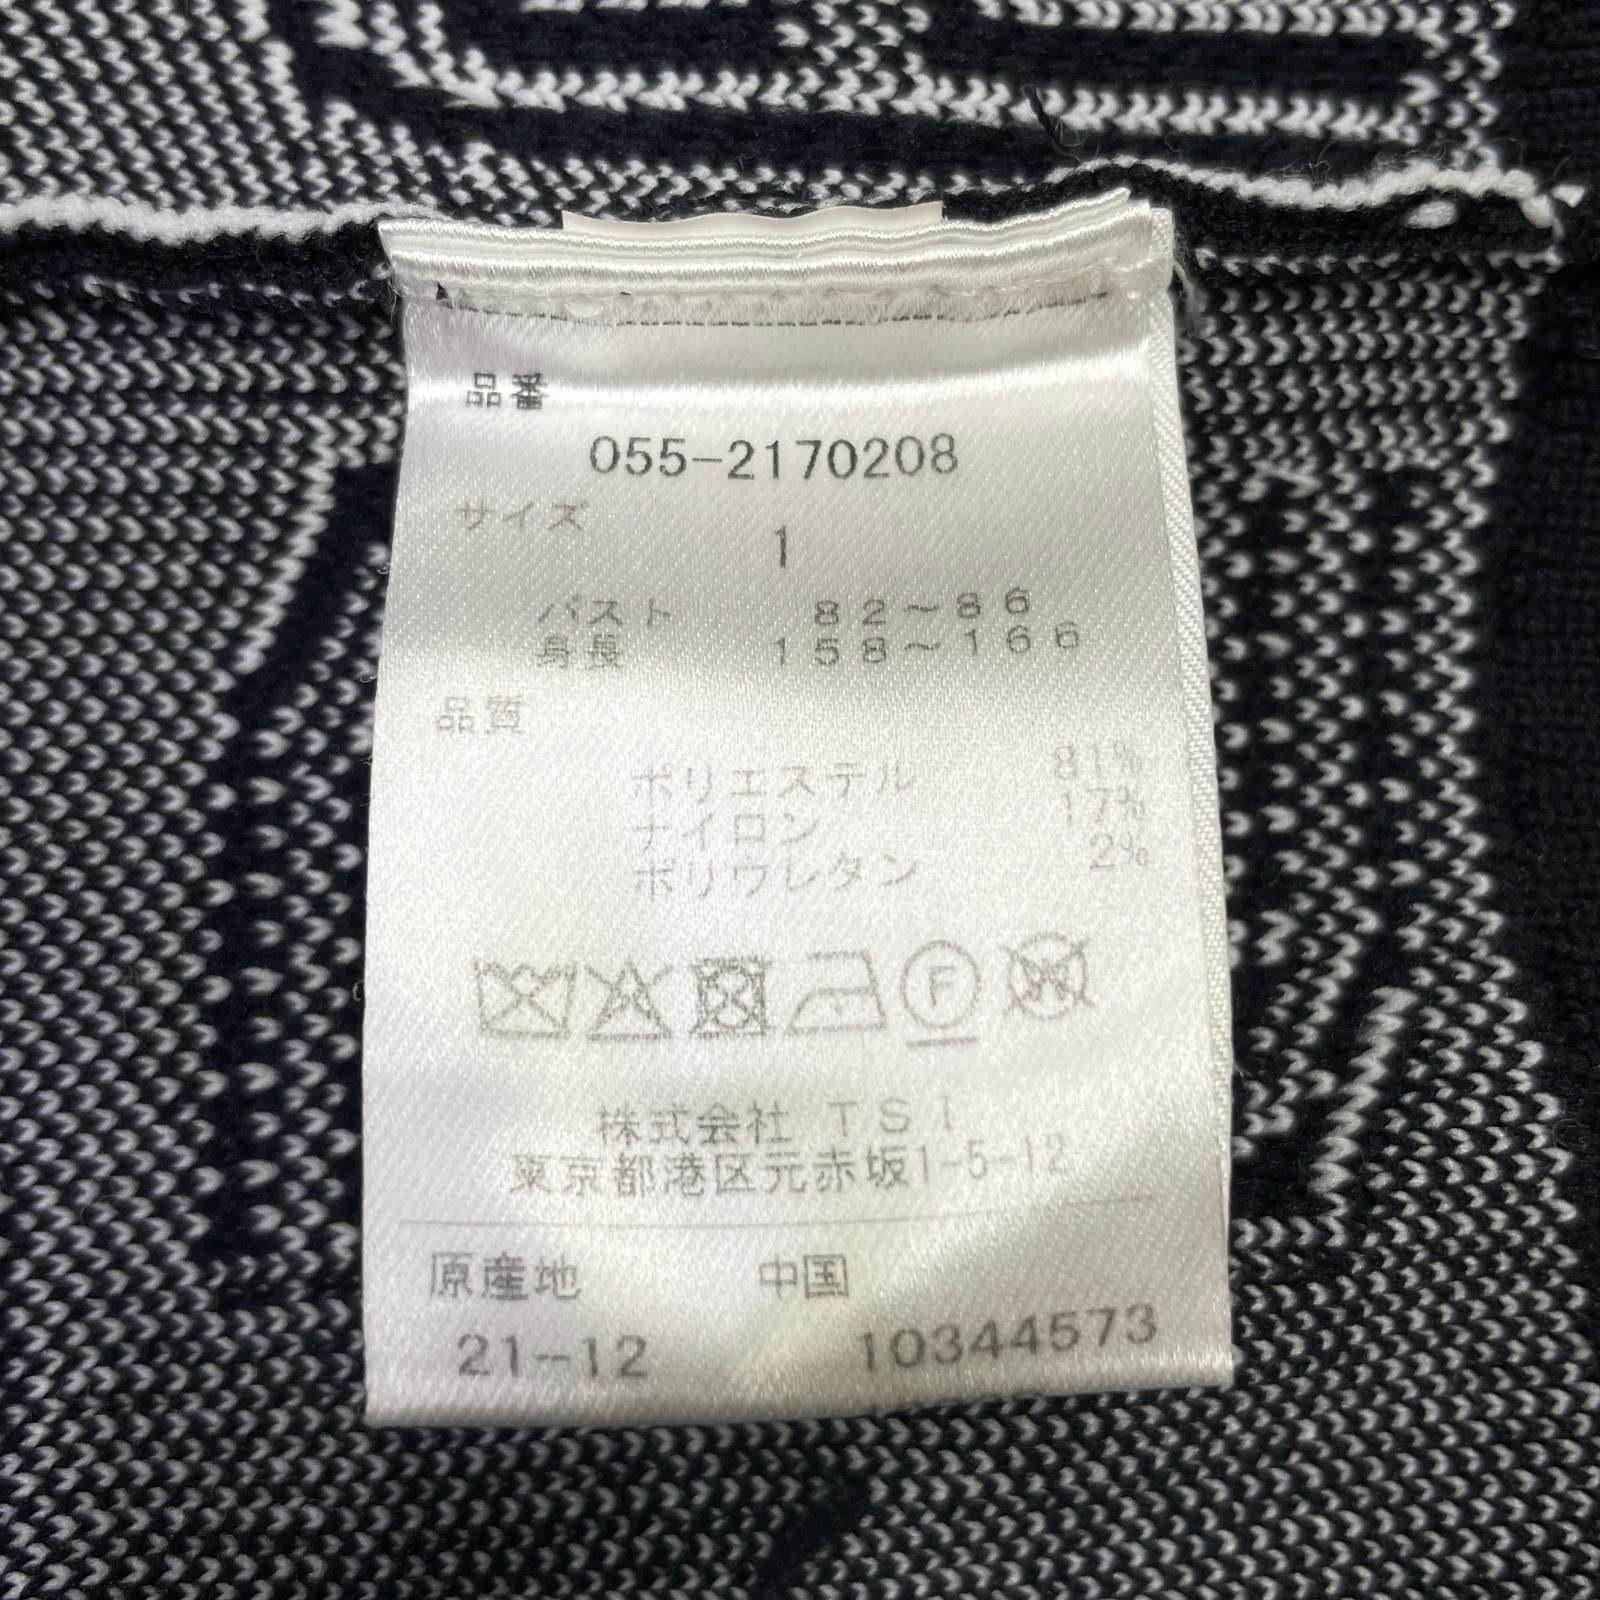 品番
055-2170208
サイズ
1
バスト 82~86
身長 158~166
品質
ポリエステル 81%
ナイロン 17%
ポリウレタン 2%
F W
株式会社 TSI
東京都港区元赤坂1-5-12
原産地 中国
21-12 10344573